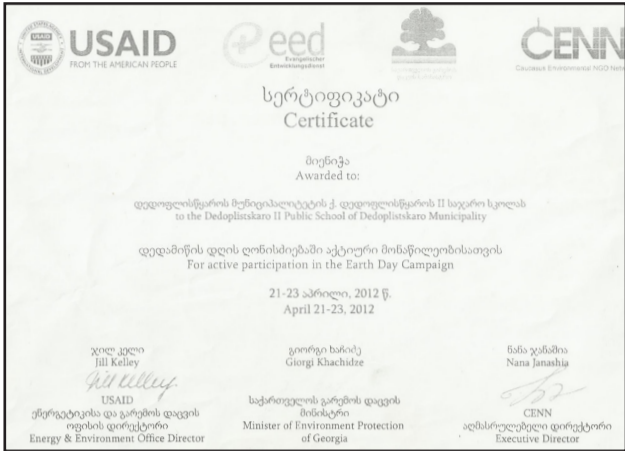 USAID
FROM THE AMERICAN PEOPLE
eed
Evangelischer
Entwicklungsdienst
CENN
Caucasus Environmental NGO Netw
სერტიფიკატი
Certificate
მიენიჭა
Awarded to:
დედოფლისწყაროს მუნიციპალიტეტის ქ. დედოფლისწყაროს II საჯარო სკოლას
to the Dedoplistskaro II Public School of Dedoplistskaro Municipality
დედამიწის დღის ღონისძიებაში აქტიური მონაწილეობისათვის
For active participation in the Earth Day Campaign
21-23 აპრილი, 2012 წ.
April 21-23, 2012
ჯილ კელი
Jill Kelley
Jill Kelley
USAID
ენერგეტიკისა და გარემოს დაცვის
ოფისის დირექტორი
Energy & Environment Office Director
გიორგი ხაჩიძე
Giorgi Khachidze
საქართველოს გარემოს დაცვის
მინისტრი
Minister of Environment Protection
of Georgia
ნანა ჯანაშია
Nana Janashia
CENN
აღმასრულებელი დირექტორი
Executive Director